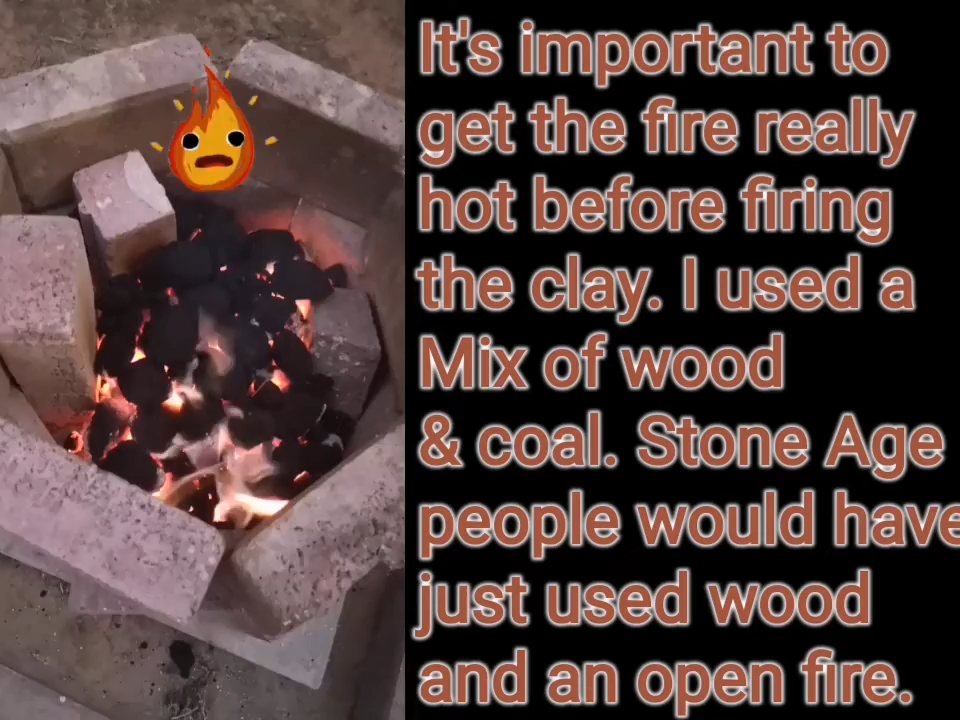 It's important to
get the fire really
hot before firing
the clay. I used a
Mix of wood
& coal. Stone Age
people would have
just used wood
and an open fire.